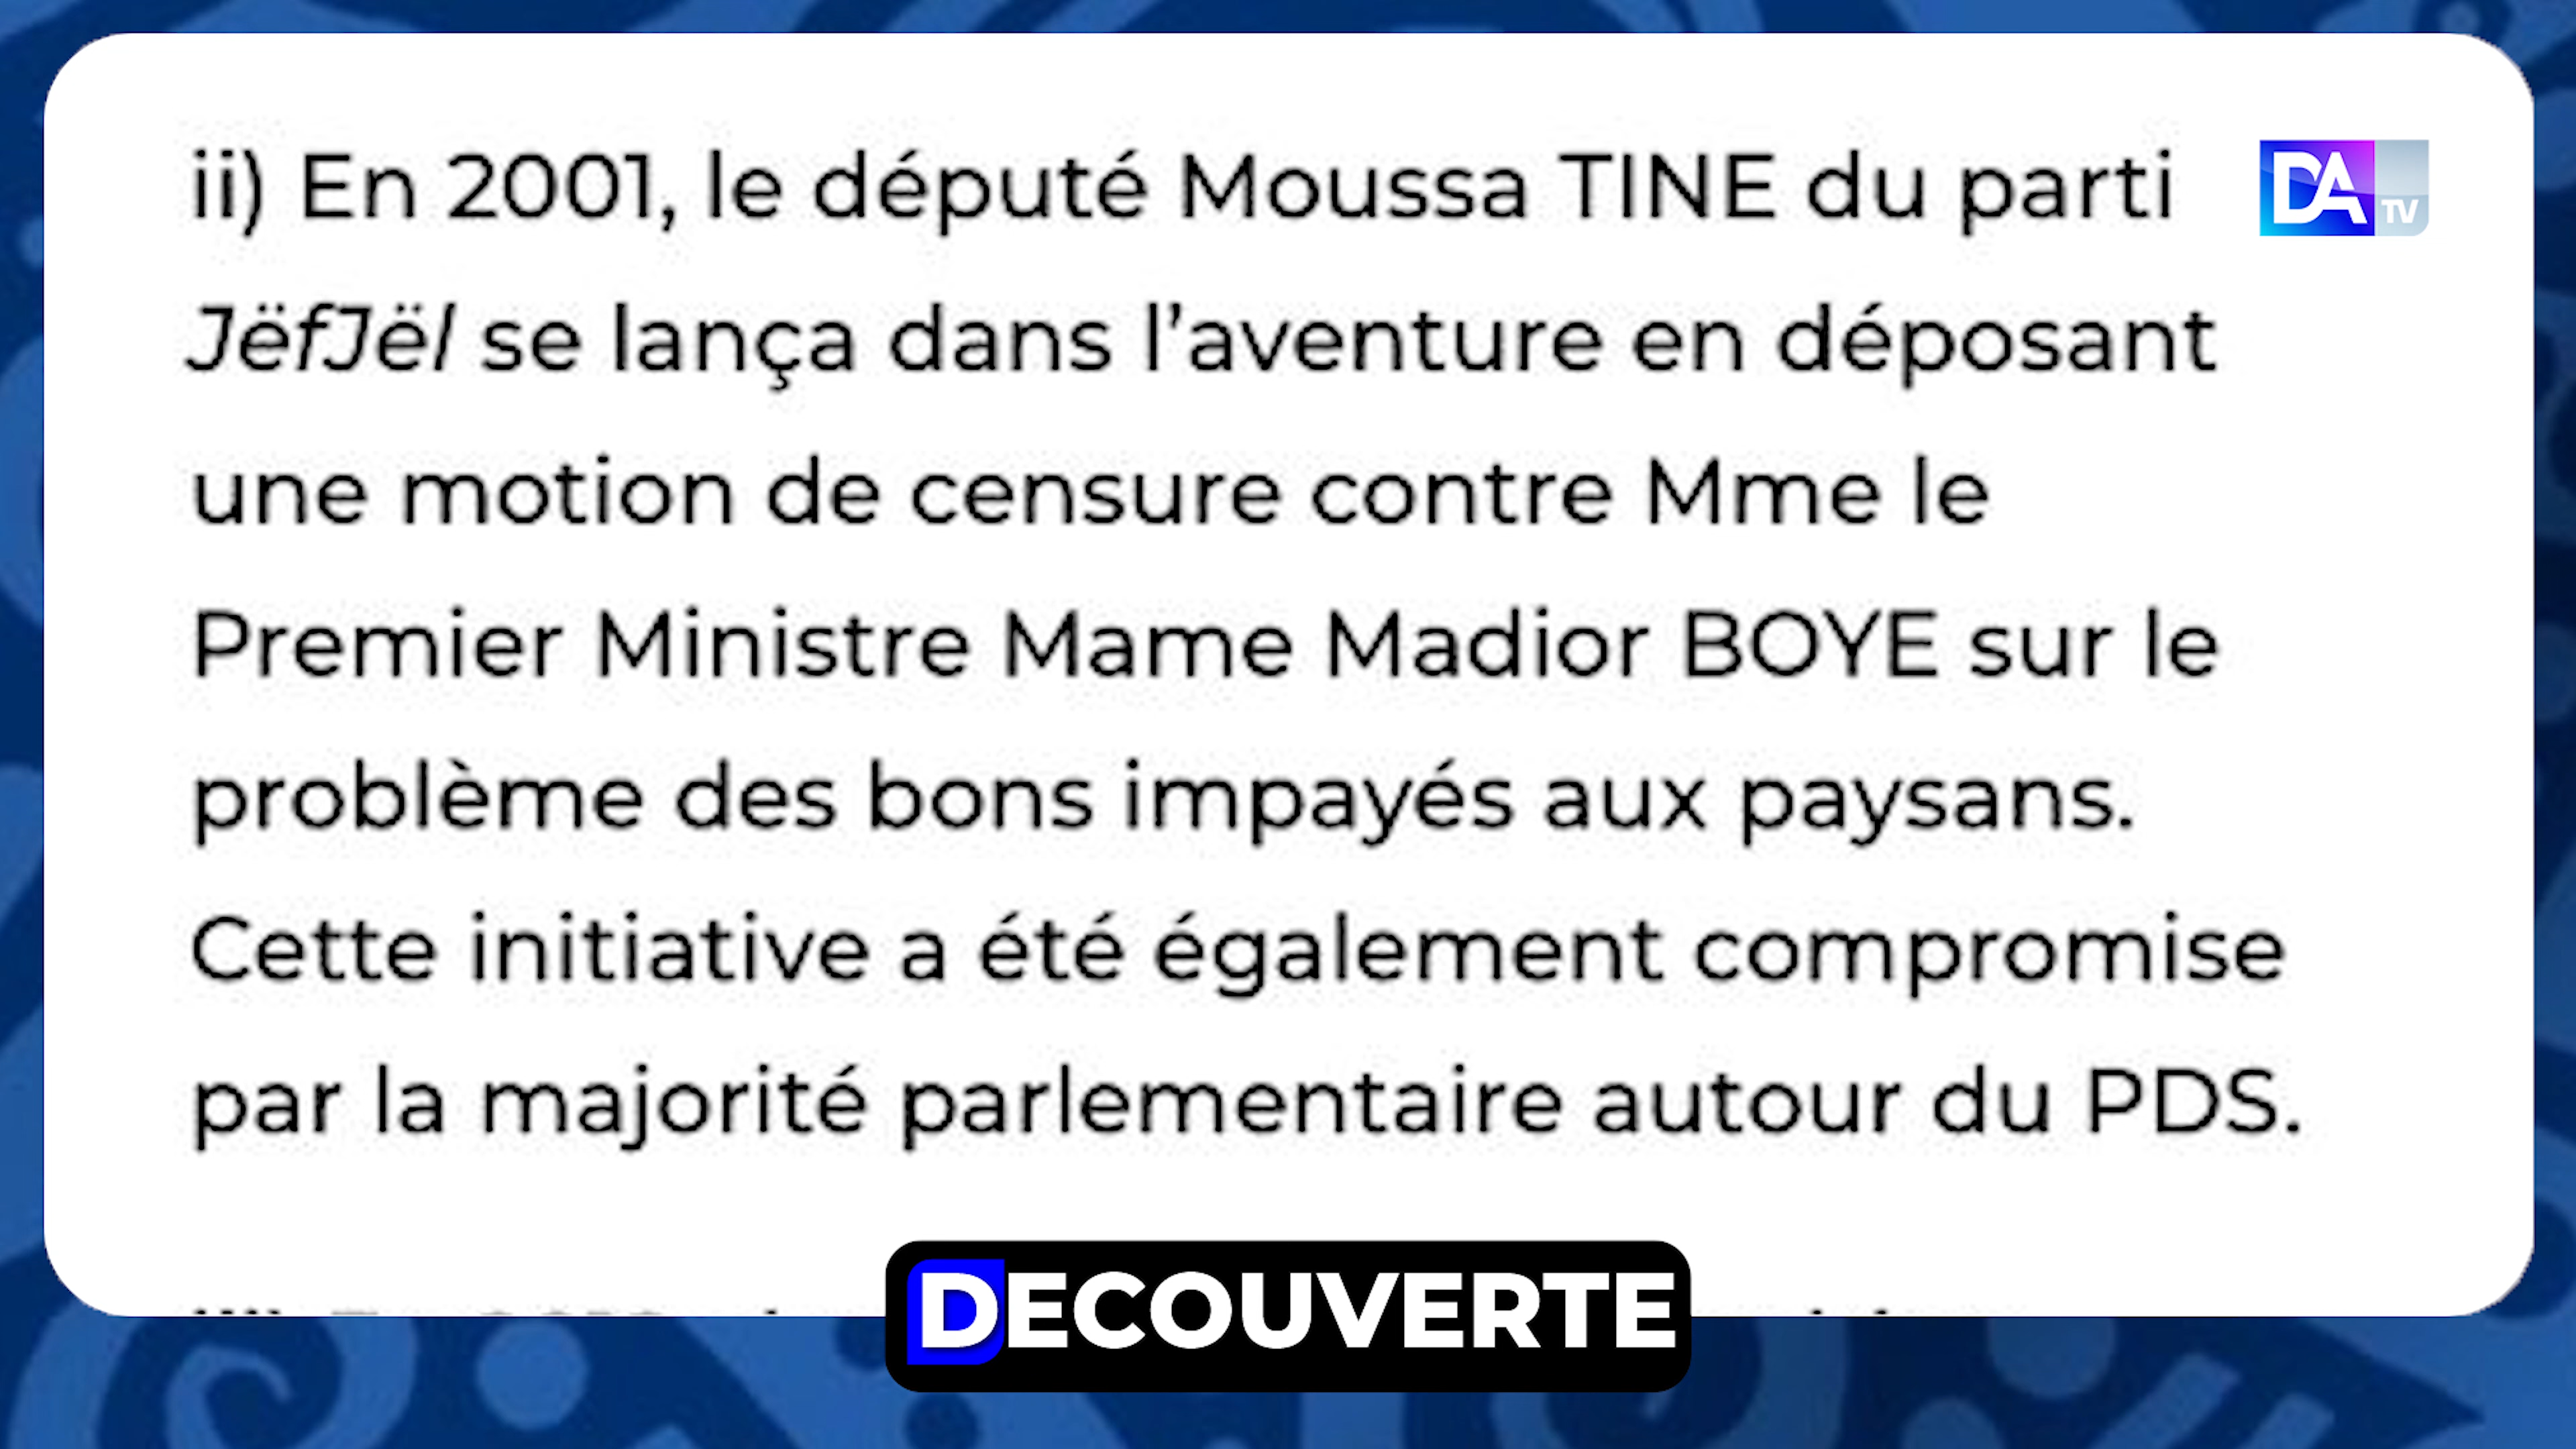 ii) En 2001, le député Moussa TINE du parti
DA TV
JëfJël se lança dans l’aventure en déposant
une motion de censure contre Mme le
Premier Ministre Mame Madior BOYE sur le
problème des bons impayés aux paysans.
Cette initiative a été également compromise
par la majorité parlementaire autour du PDS.
DECOUVERTE